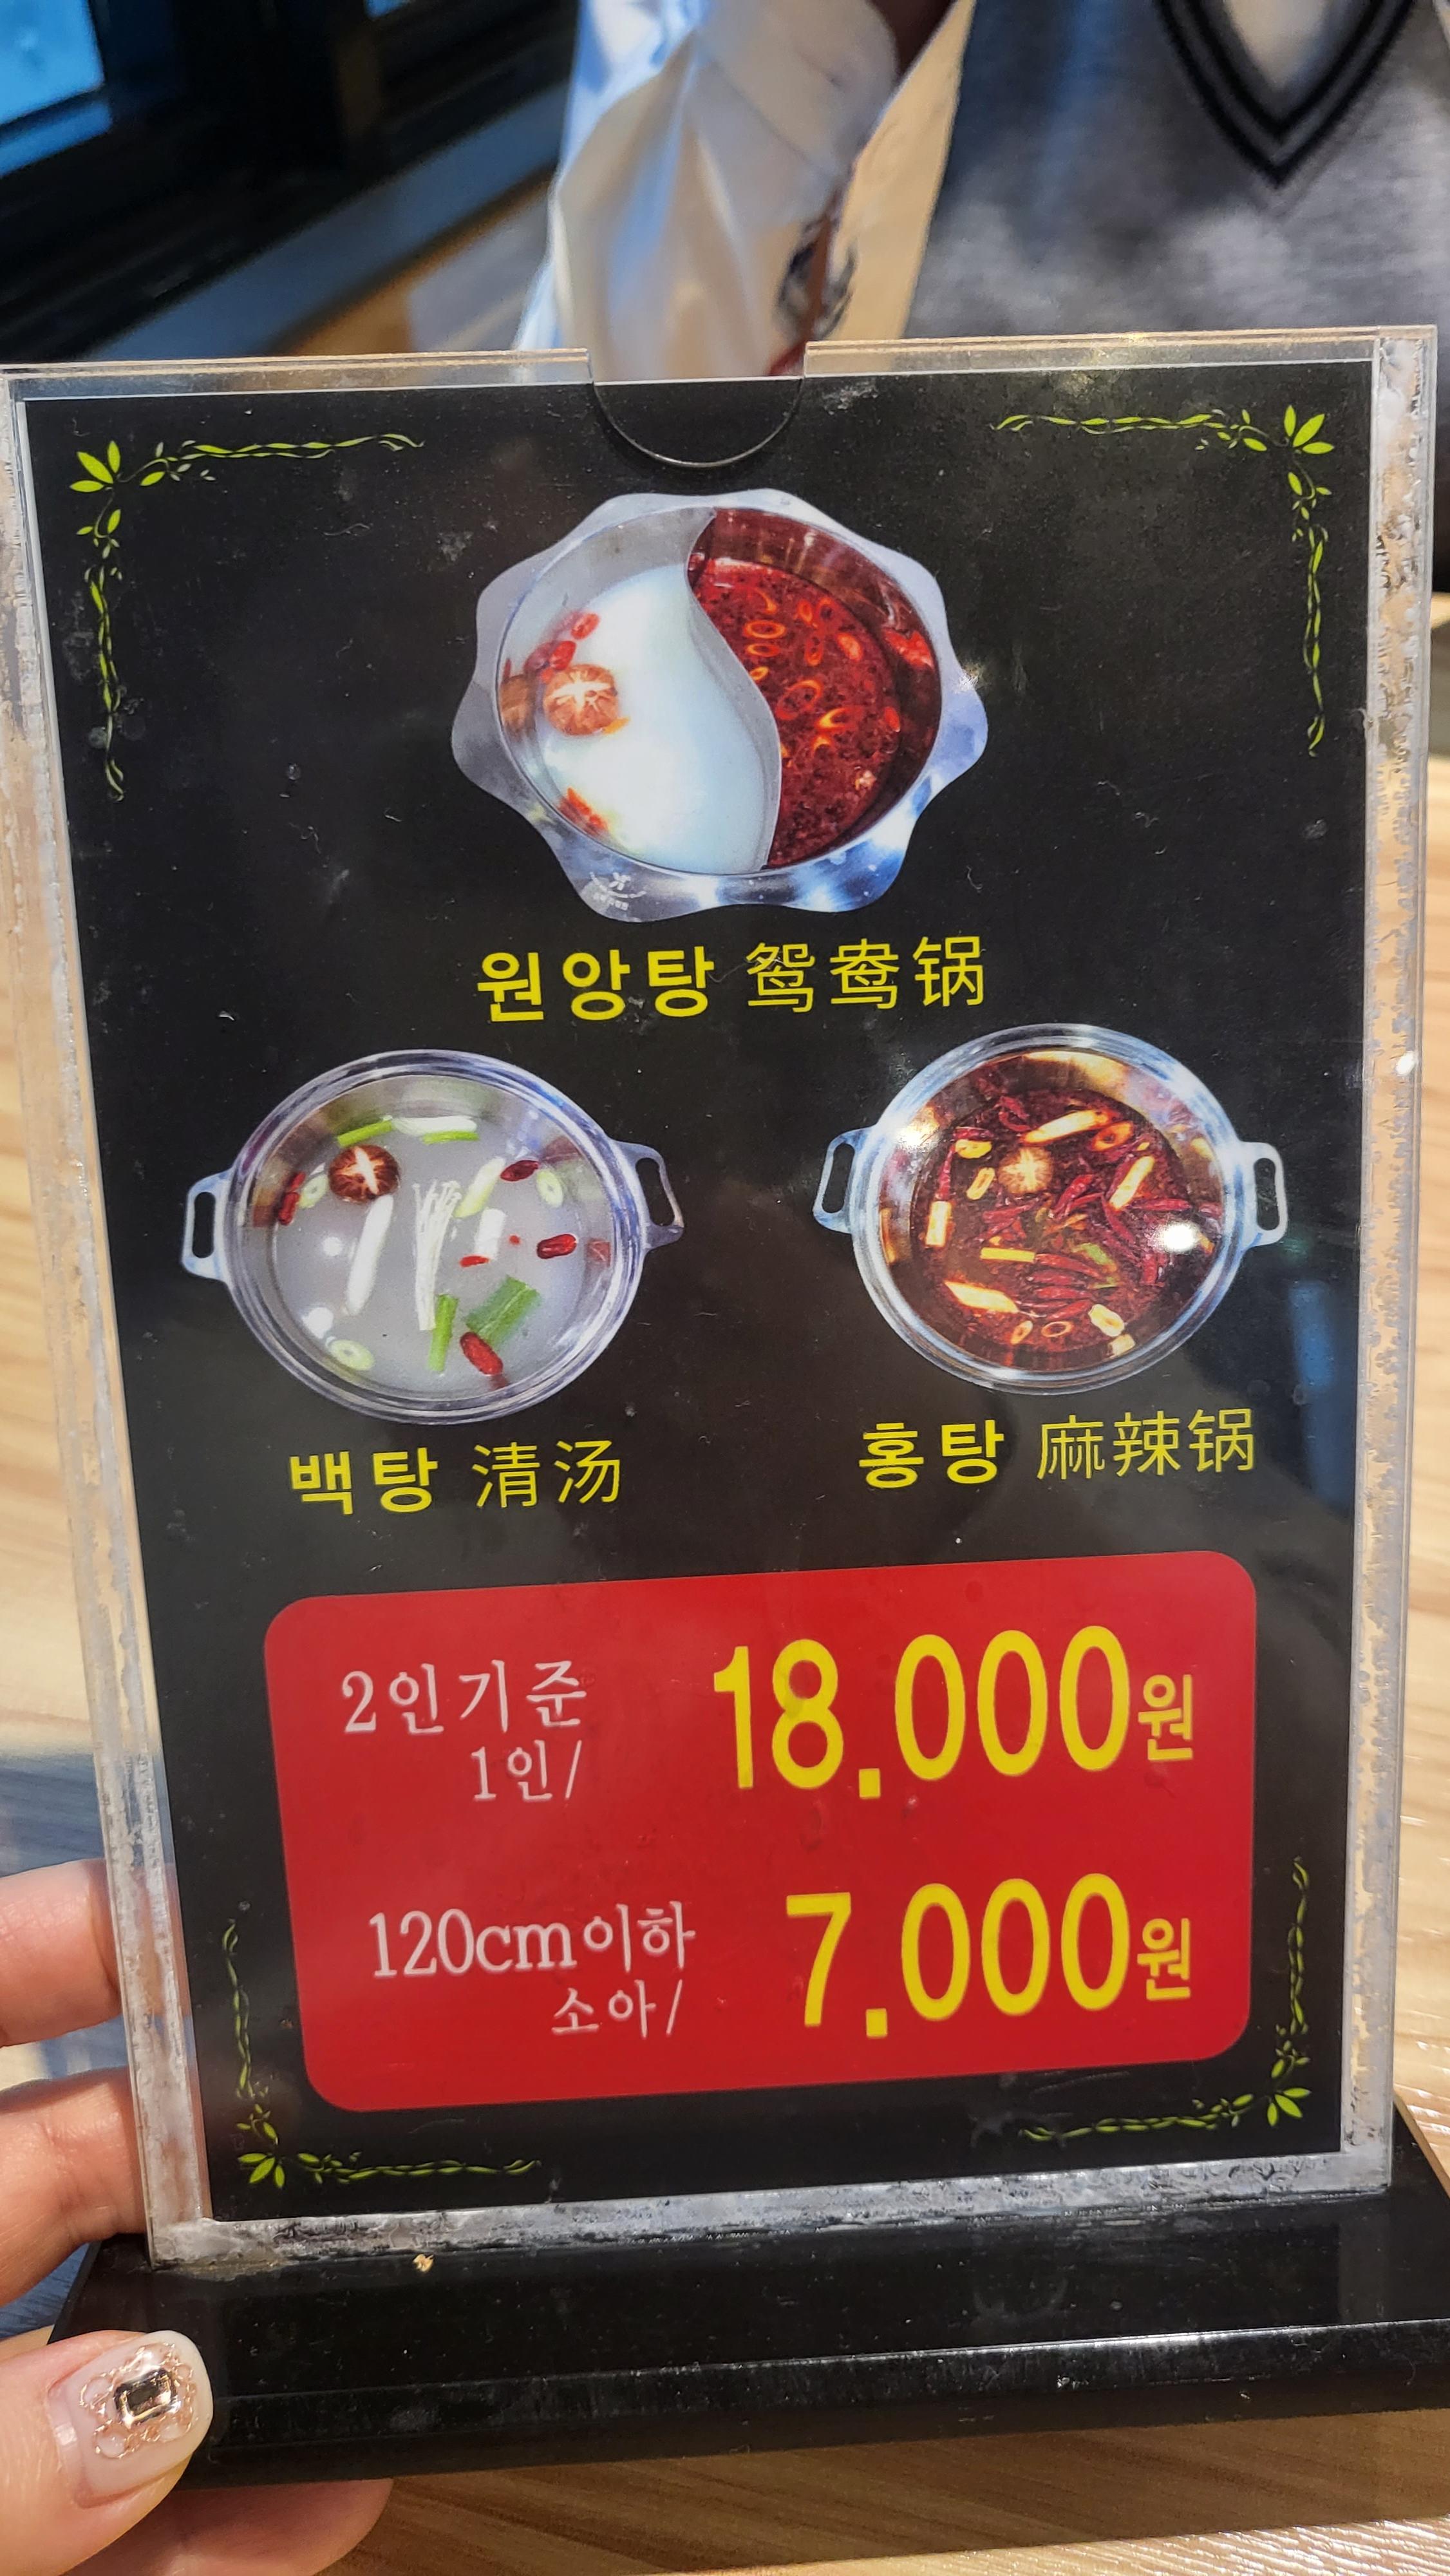 원앙탕 鸳鸯锅
백탕 清汤
홍탕 麻辣锅
2인기준
1인/ 18.000원
120cm이하
소아/ 7.000원